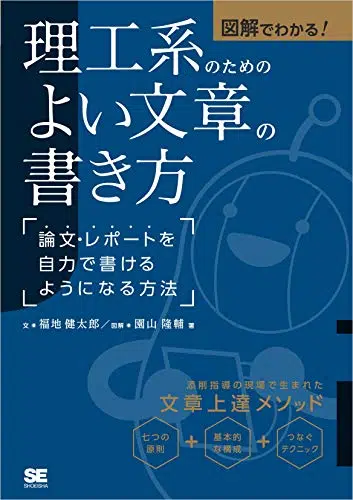 図解でわかる!
理工系のための
よい文章の
書き方
論文・レポートを
自力で書ける
ようになる方法
文● 福地 健太郎/図解● 園山 隆輔 著
添削指導の現場で生まれた
文章上達メソッド
七つの
原則
+
基本的
な構成
+
つなぐ
テクニック
SE
SHOEISHA